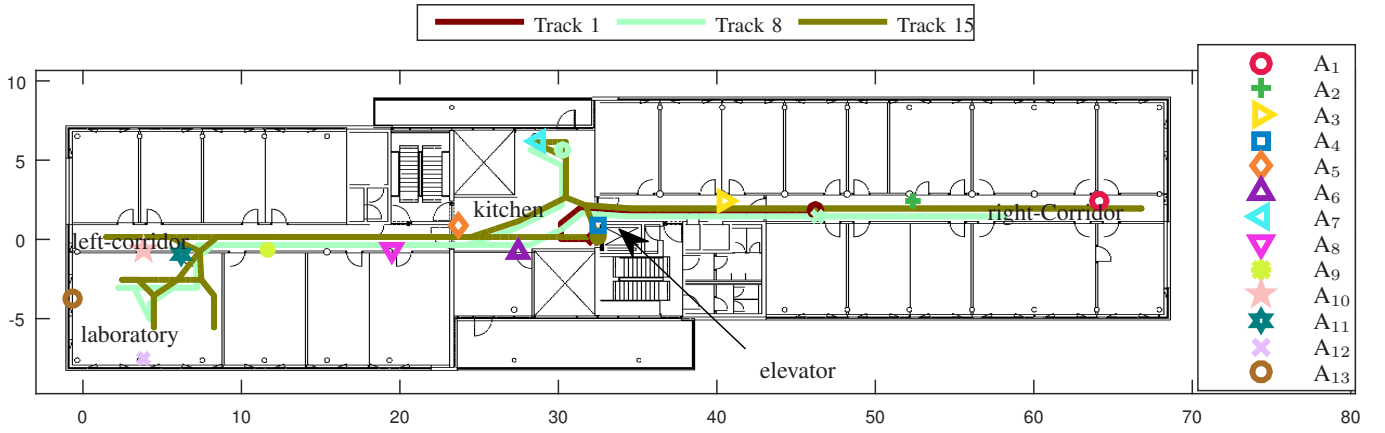 Track 1 Track 8 Track 15
A1
A2
A3
A4
A5
A6
A7
A8
A9
A10
A11
A12
A13
10
5
0
-5
kitchen
right-Corridor
left-corridor
laboratory
elevator
0 10 20 30 40 50 60 70 80